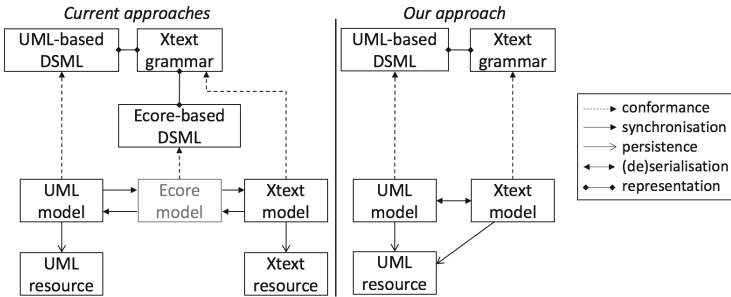 Current approaches
UML-based
DSML
Xtext
grammar
Ecore-based
DSML
UML
model
Ecore
model
Xtext
model
UML
resource
Xtext
resource
Our approach
UML-based
DSML
Xtext
grammar
UML
model
Xtext
model
UML
resource
conformance
synchronisation
persistence
(de)serialisation
representation